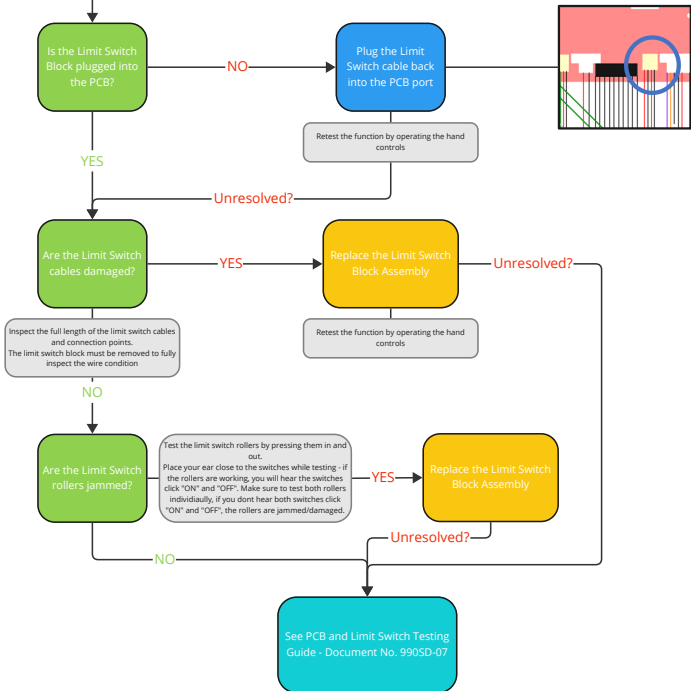 Is the Limit Switch
Block plugged into
the PCB?
NO
Plug the Limit
Switch cable back
into the PCB port
Retest the function by operating the hand
controls
YES
Unresolved?
Are the Limit Switch
cables damaged?
YES
Replace the Limit Switch
Block Assembly
Unresolved?
Inspect the full length of the limit switch cables
and connection points.
The limit switch block must be removed to fully
inspect the wire condition
Retest the function by operating the hand
controls
NO
Are the Limit Switch
rollers jammed?
Test the limit switch rollers by pressing them in and
out.
Place your ear close to the switches while testing - if
the rollers are working, you will hear the switches
click "ON" and "OFF". Make sure to test both rollers
individiaully, if you dont hear both switches click
"ON" and "OFF", the rollers are jammed/damaged.
YES
Replace the Limit Switch
Block Assembly
Unresolved?
NO
See PCB and Limit Switch Testing
Guide - Document No. 990SD-07